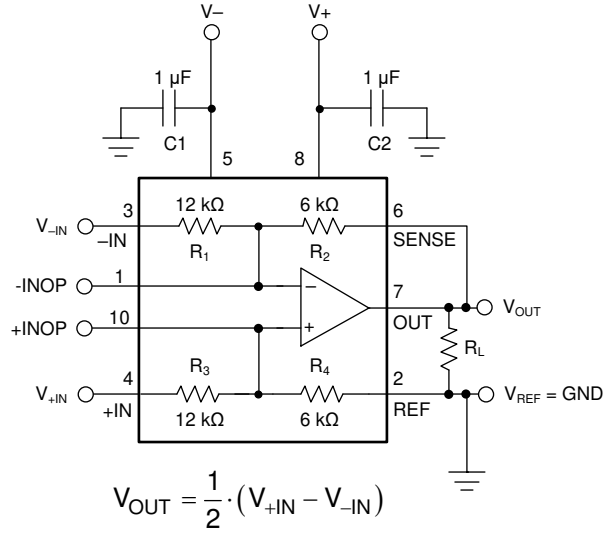 V– V+
1 µF 1 µF
C1 C2
5 8
3 12 kΩ 6 kΩ 6
V–IN –IN R1 R2 SENSE
-INOP 1
– 7
+INOP 10 + OUT VOUT
R3 R4 RL
V+IN 4 2
+IN 12 kΩ 6 kΩ REF VREF = GND
VOUT = 1/2 · (V+IN – V–IN)